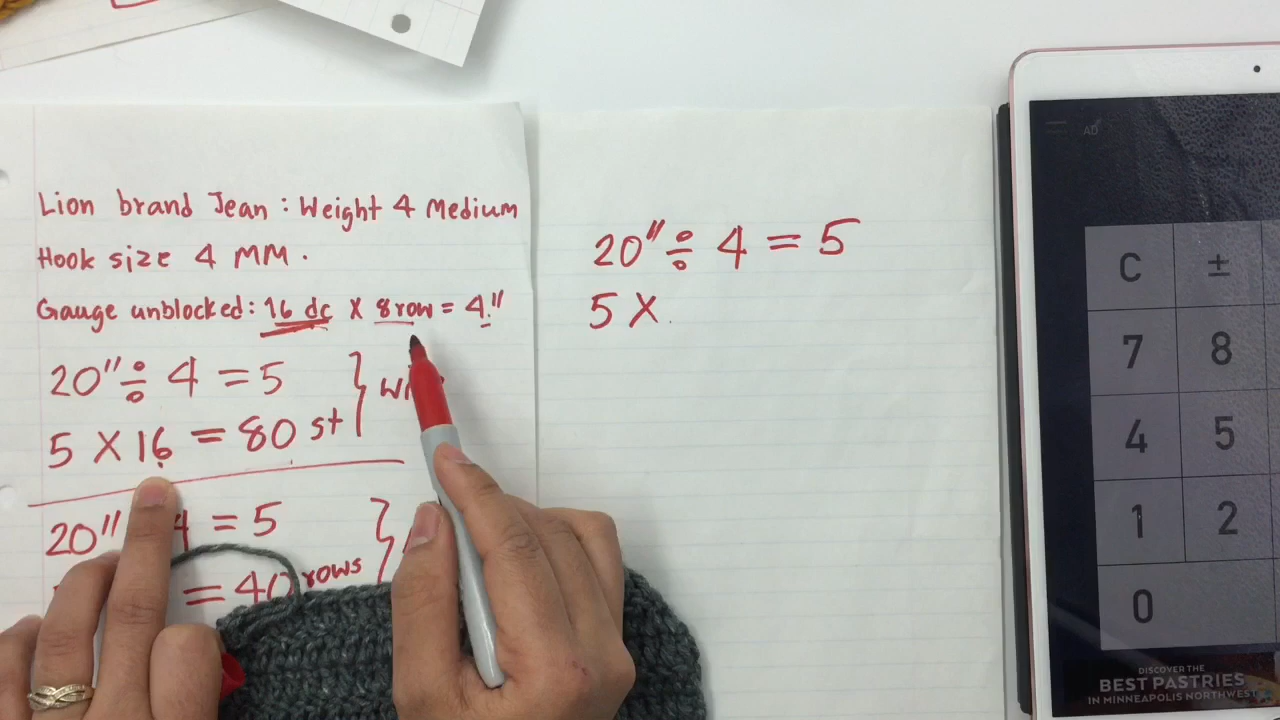 Lion brand Jean : Weight 4 Medium
Hook size 4 MM.
Gauge unblocked: 16 dc X 8 row = 4"
20" ÷ 4 = 5
5 X 16 = 80 st
20" 4 = 5
= 40 rows
20" ÷ 4 = 5
5 X
AD
C ±
7 8
4 5
1 2
0
DISCOVER THE
BEST PASTRIES
IN MINNEAPOLIS NORTHWEST